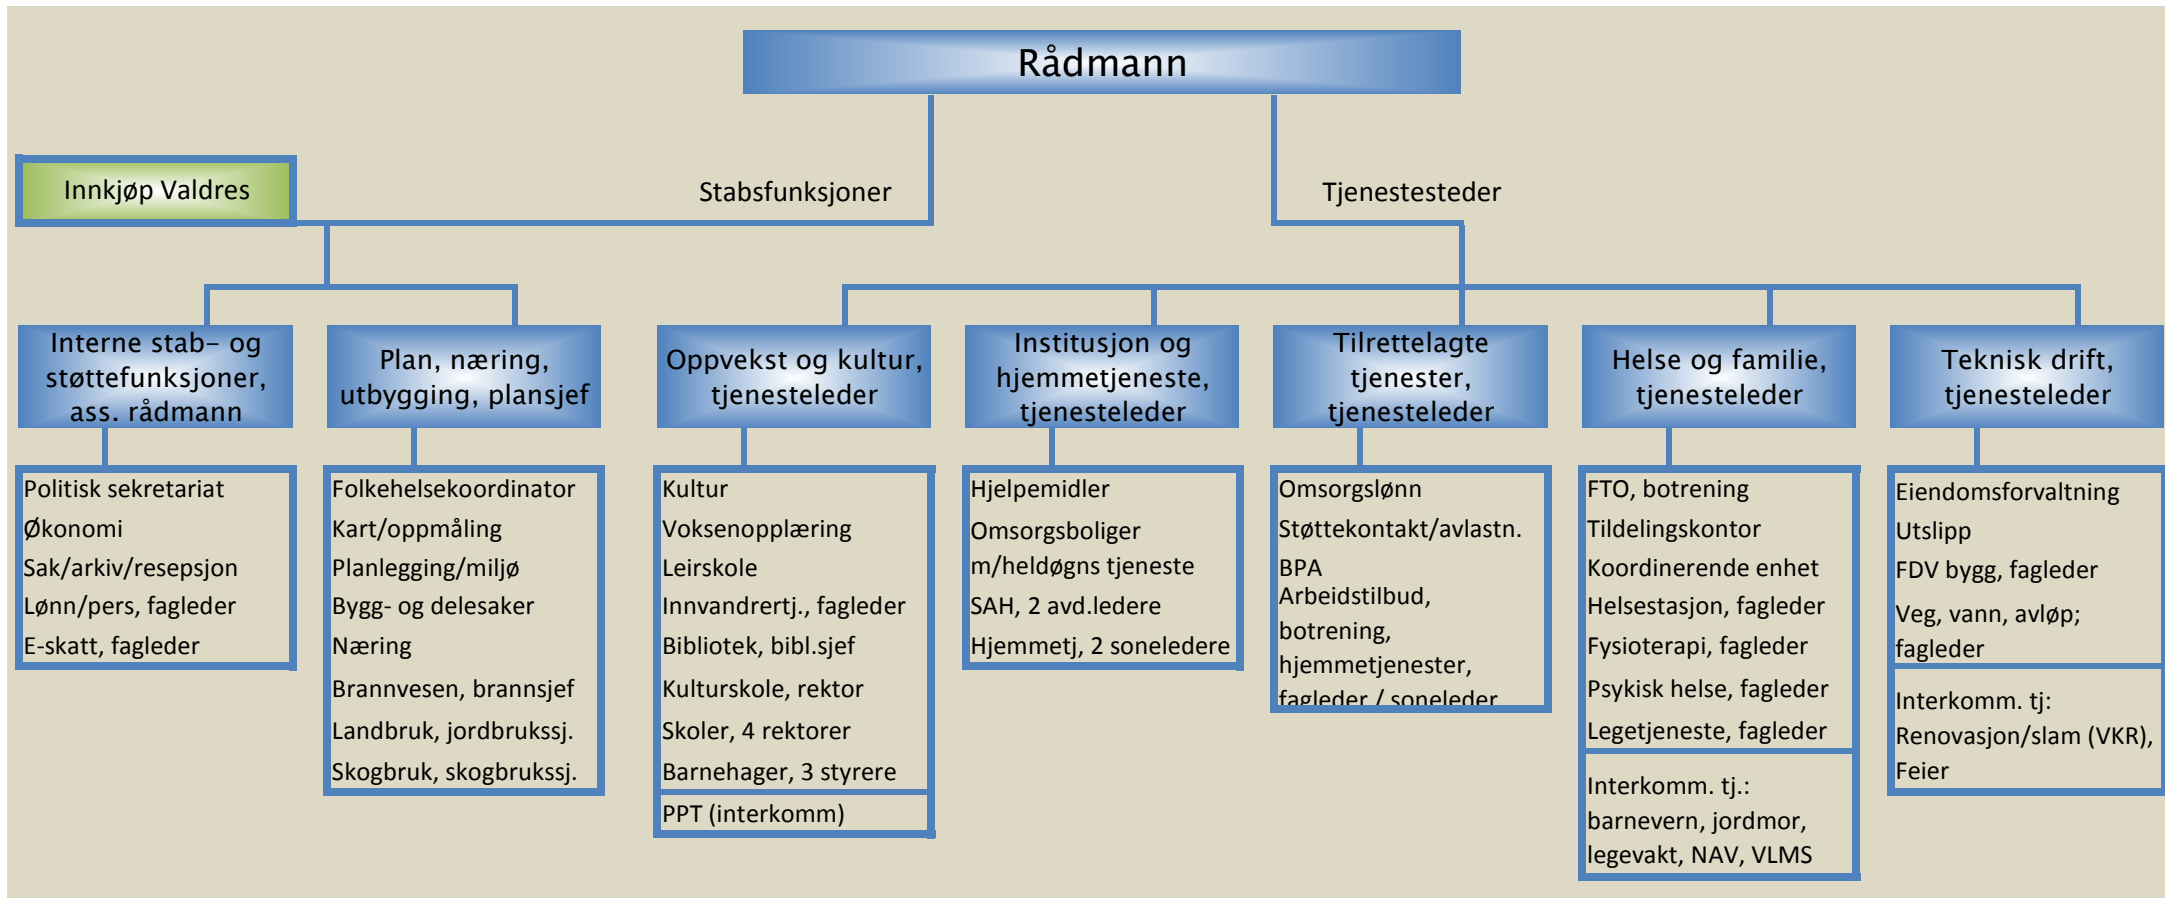 Rådmann
Innkjøp Valdres
Stabsfunksjoner
Tjenestesteder
Interne stab- og
støttefunksjoner,
ass. rådmann
Plan, næring,
utbygging, plansjef
Oppvekst og kultur,
tjenesteleder
Institusjon og
hjemmetjeneste,
tjenesteleder
Tilrettelagte
tjenester,
tjenesteleder
Helse og familie,
tjenesteleder
Teknisk drift,
tjenesteleder
Politisk sekretariat
Økonomi
Sak/arkiv/resepsjon
Lønn/pers, fagleder
E-skatt, fagleder
Folkehelsekoordinator
Kart/oppmåling
Planlegging/miljø
Bygg- og delesaker
Næring
Brannvesen, brannsjef
Landbruk, jordbrukssj.
Skogbruk, skogbrukssj.
Kultur
Voksenopplæring
Leirskole
Innvandrertj., fagleder
Bibliotek, bibl.sjef
Kulturskole, rektor
Skoler, 4 rektorer
Barnehager, 3 styrere
PPT (interkomm)
Hjelpemidler
Omsorgsboliger
m/heldøgns tjeneste
SAH, 2 avd.ledere
Hjemmetj, 2 soneledere
Omsorgslønn
Støttekontakt/avlastn.
BPA
Arbeidstilbud,
botrening,
hjemmetjenester,
fagleder / soneleder
FTO, botrening
Tildelingskontor
Koordinerende enhet
Helsestasjon, fagleder
Fysioterapi, fagleder
Psykisk helse, fagleder
Legetjeneste, fagleder
Interkomm. tj.:
barnevern, jordmor,
legevakt, NAV, VLMS
Eiendomsforvaltning
Utslipp
FDV bygg, fagleder
Veg, vann, avløp;
fagleder
Interkomm. tj:
Renovasjon/slam (VKR),
Feier